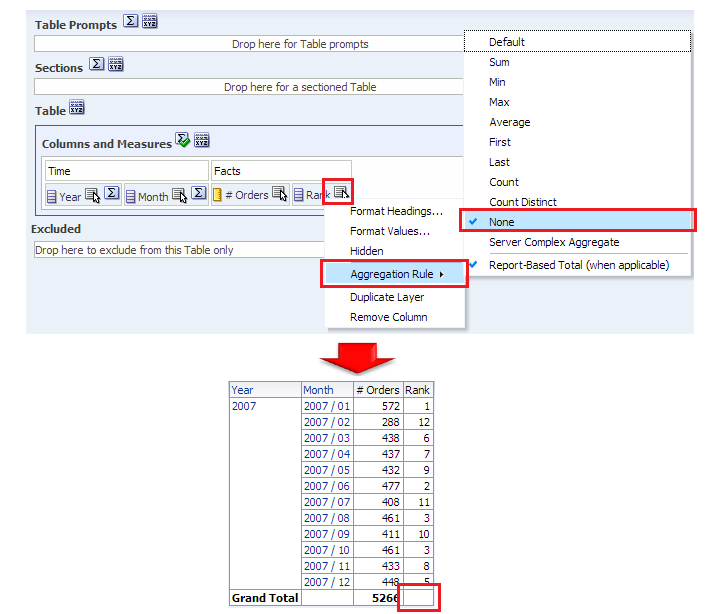 Table Prompts
Drop here for Table prompts
Sections
Drop here for a sectioned Table
Table
Columns and Measures
Time Facts
Year Month # Orders Rank
Excluded
Drop here to exclude from this Table only
Format Headings...
Format Values...
Hidden
Aggregation Rule
Duplicate Layer
Remove Column
Default
Sum
Min
Max
Average
First
Last
Count
Count Distinct
None
Server Complex Aggregate
Report-Based Total (when applicable)
Year Month # Orders Rank
2007 2007 / 01 572 1
2007 / 02 288 12
2007 / 03 438 6
2007 / 04 437 7
2007 / 05 432 9
2007 / 06 477 2
2007 / 07 408 11
2007 / 08 461 3
2007 / 09 411 10
2007 / 10 461 3
2007 / 11 433 8
2007 / 12 448 5
Grand Total 5266